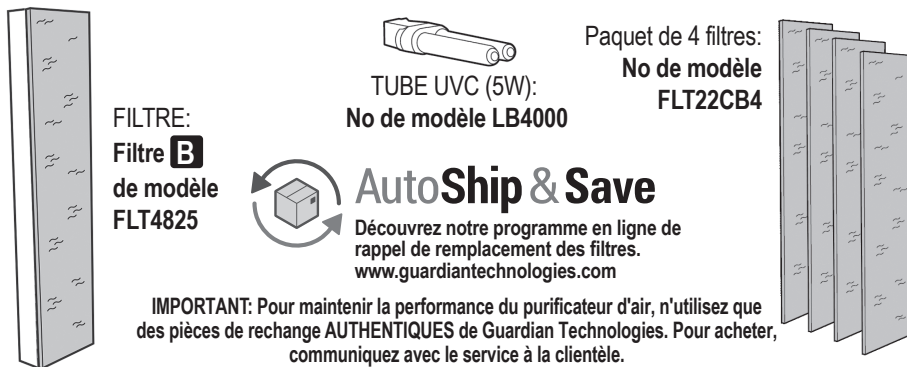 FILTRE:
Filtre B
de modèle
FLT4825
TUBE UVC (5W):
No de modèle LB4000
Paquet de 4 filtres:
No de modèle
FLT22CB4
AutoShip & Save
Découvrez notre programme en ligne de
rappel de remplacement des filtres.
www.guardiantechnologies.com
IMPORTANT: Pour maintenir la performance du purificateur d'air, n'utilisez que
des pièces de rechange AUTHENTIQUES de Guardian Technologies. Pour acheter,
communiquez avec le service à la clientèle.